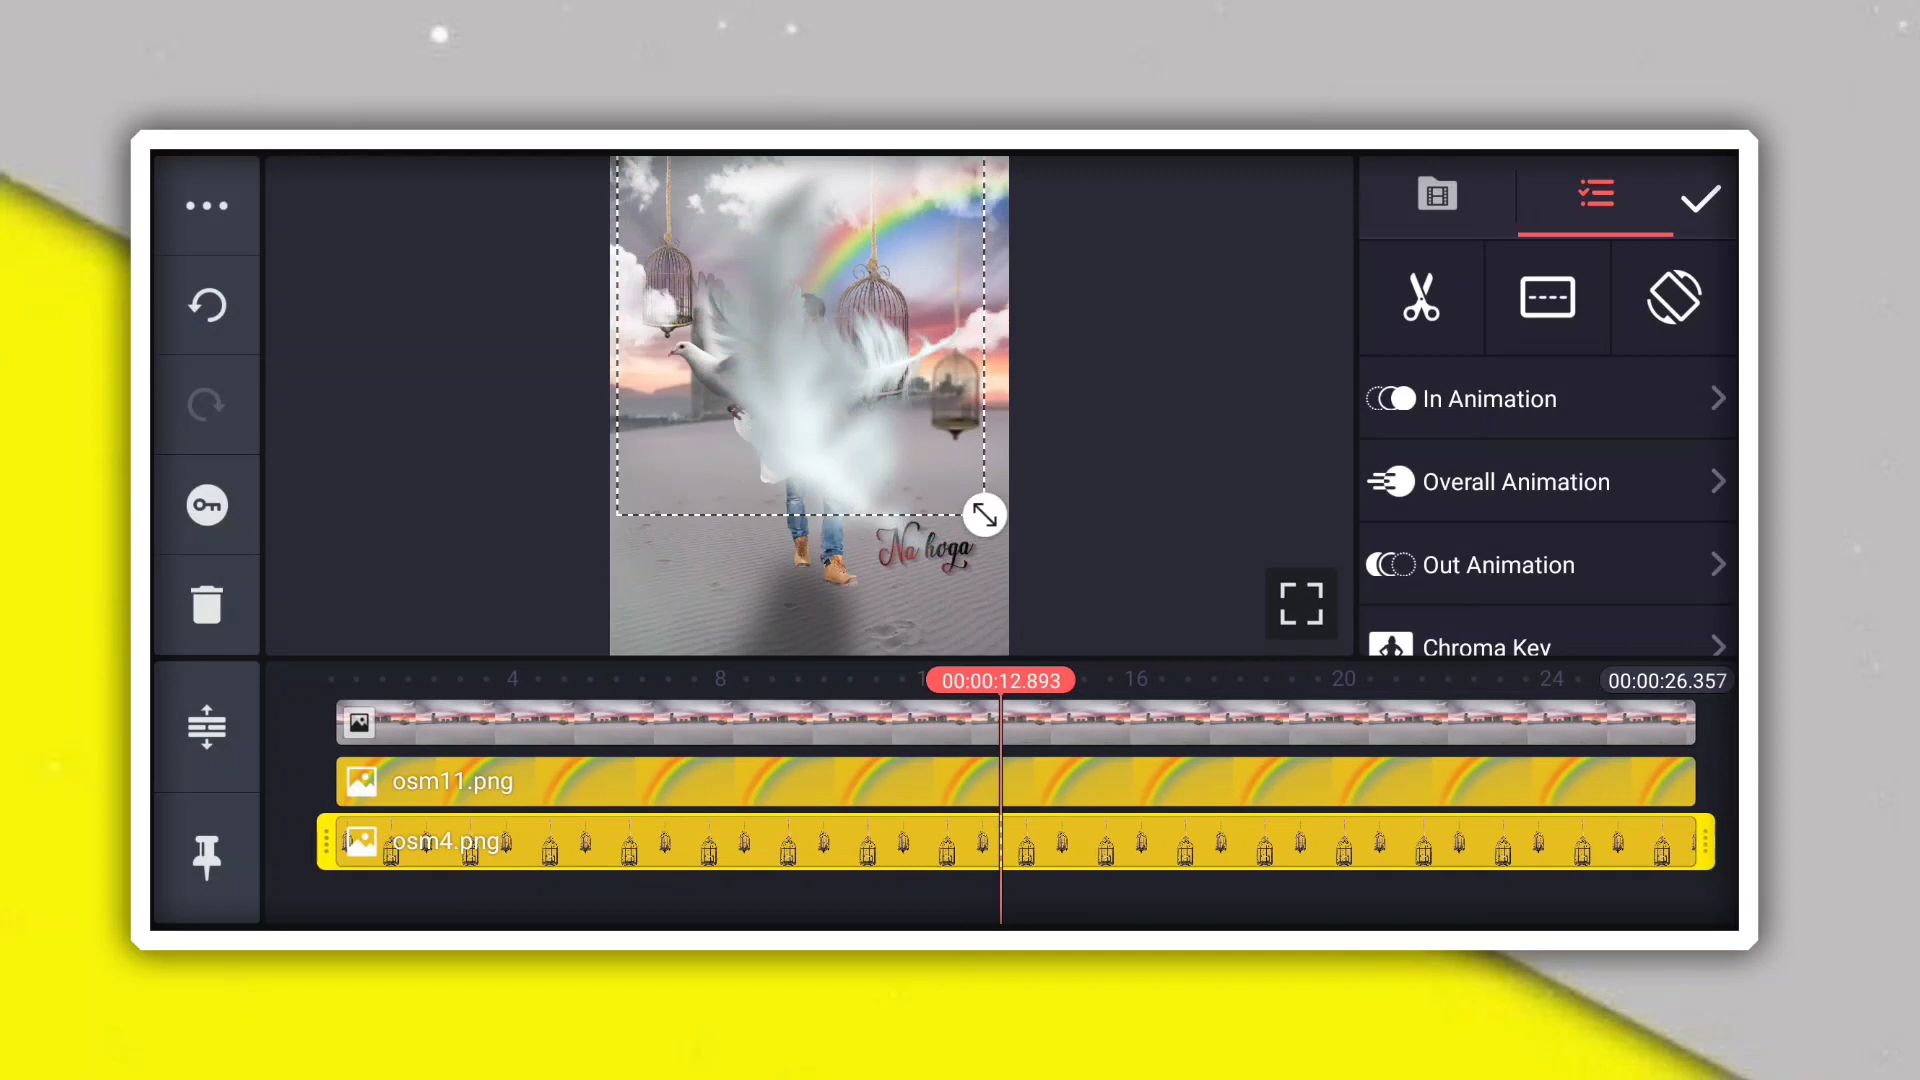 In Animation
Overall Animation
Out Animation
Chroma Key
Na hoga
4
8
1
00:00:12.893
16
20
24
00:00:26.357
osm11.png
osm4.png